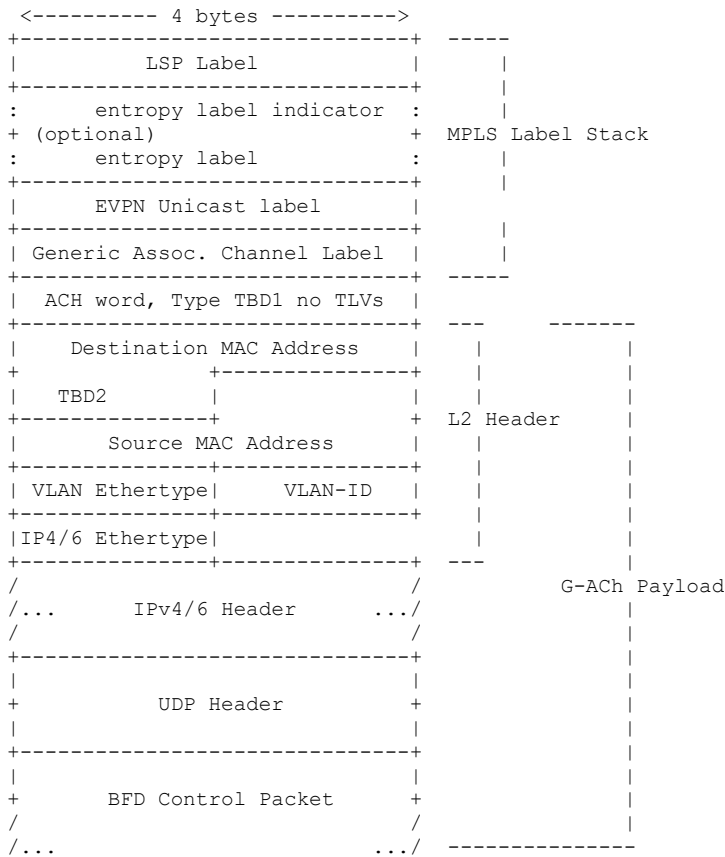 <---------- 4 bytes ---------->
LSP Label
entropy label indicator
(optional) MPLS Label Stack
entropy label
EVPN Unicast label
Generic Assoc. Channel Label
ACH word, Type TBD1 no TLVs
Destination MAC Address
TBD2
L2 Header
Source MAC Address
VLAN Ethertype| VLAN-ID
IP4/6 Ethertype|
G-ACh Payload
/... IPv4/6 Header .../
UDP Header
BFD Control Packet
/... .../